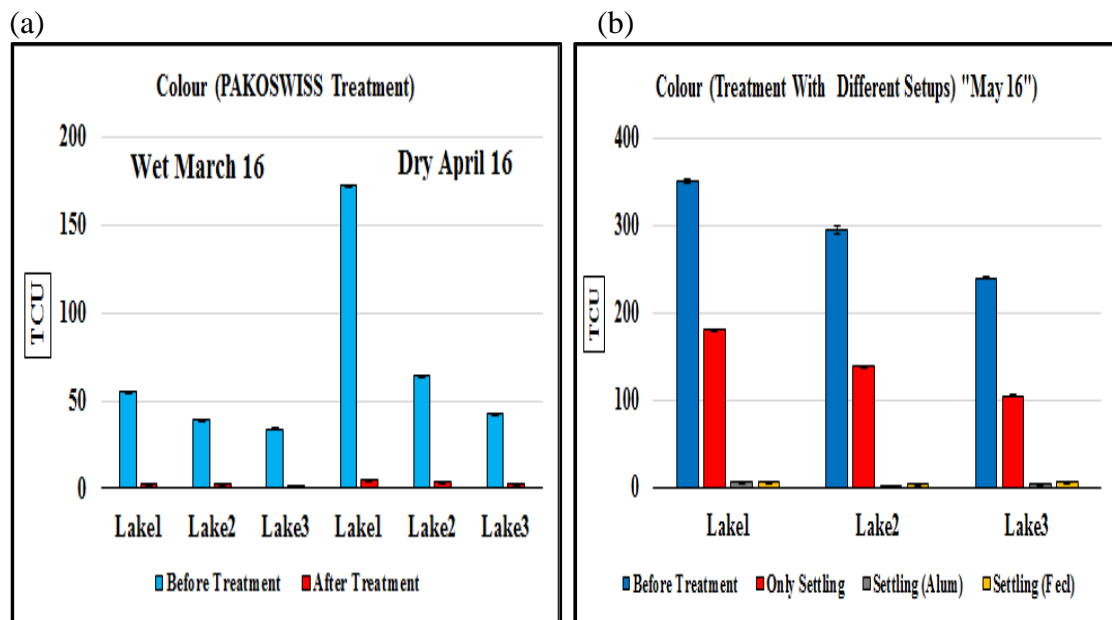 (a)
Colour (PAKOSWISS Treatment)
200
Wet March 16 Dry April 16
150
100
50
0
TCU
Lake1 Lake2 Lake3 Lake1 Lake2 Lake3
Before Treatment After Treatment
(b)
Colour (Treatment With Different Setups) "May 16")
400
300
200
100
0
TCU
Lake1 Lake2 Lake3
Before Treatment Only Settling Settling (Alum) Settling (Fecl)